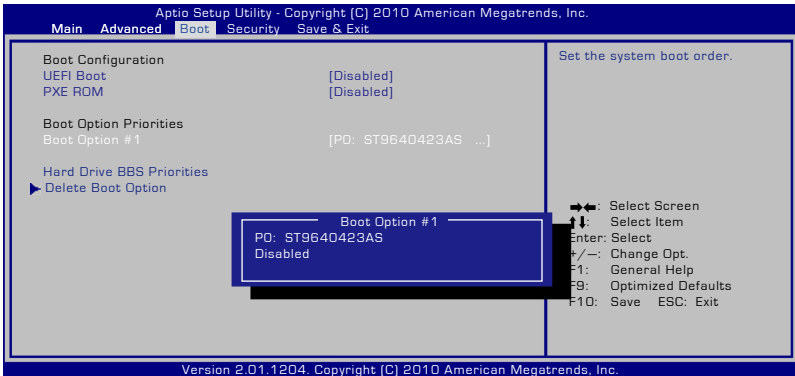 Aptio Setup Utility - Copyright (C) 2010 American Megatrends, Inc.
Main Advanced Boot Security Save & Exit
Boot Configuration
UEFI Boot [Disabled]
PXE ROM [Disabled]
Boot Option Priorities
Boot Option #1 [P0: ST9640423AS ...]
Hard Drive BBS Priorities
Delete Boot Option
Boot Option #1
P0: ST9640423AS
Disabled
Set the system boot order.
: Select Screen
: Select Item
Enter: Select
+/-: Change Opt.
F1: General Help
F9: Optimized Defaults
F10: Save ESC: Exit
Version 2.01.1204. Copyright (C) 2010 American Megatrends, Inc.